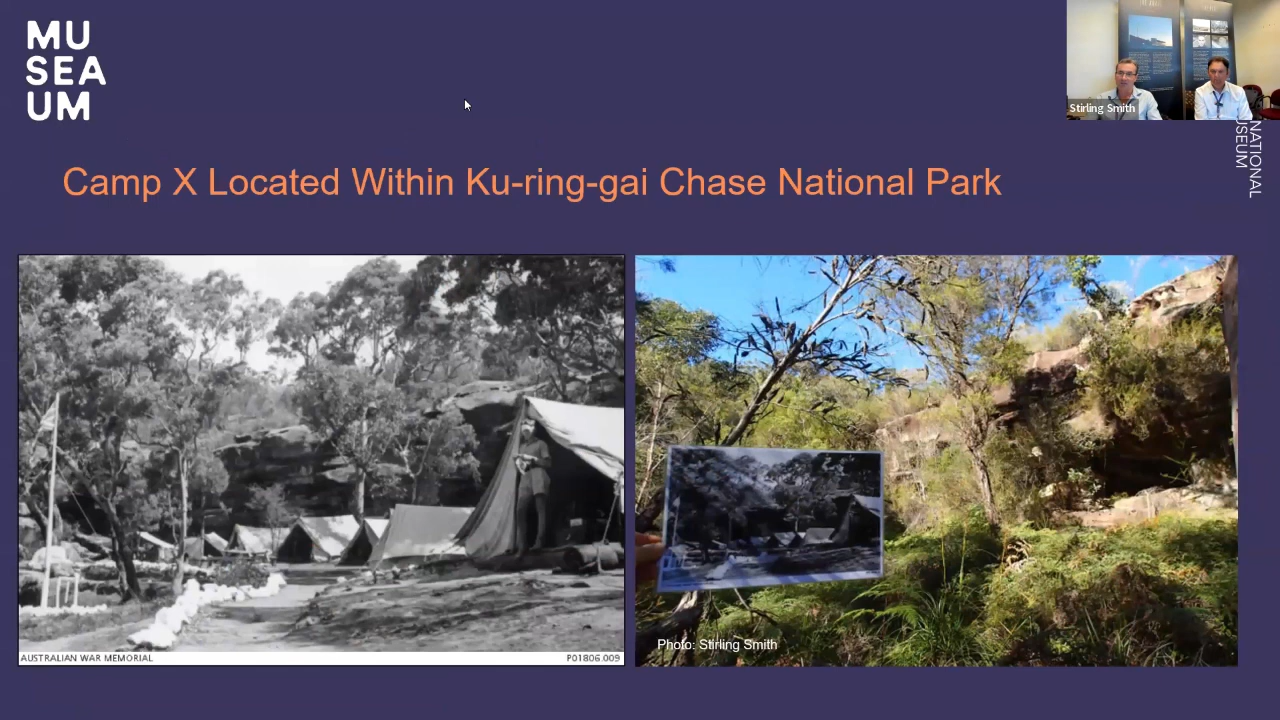 MU
SEA
UM
Stirling Smith
NATIONAL
USEUM
Camp X Located Within Ku-ring-gai Chase National Park
AUSTRALIAN WAR MEMORIAL
P01806.009
Photo: Stirling Smith